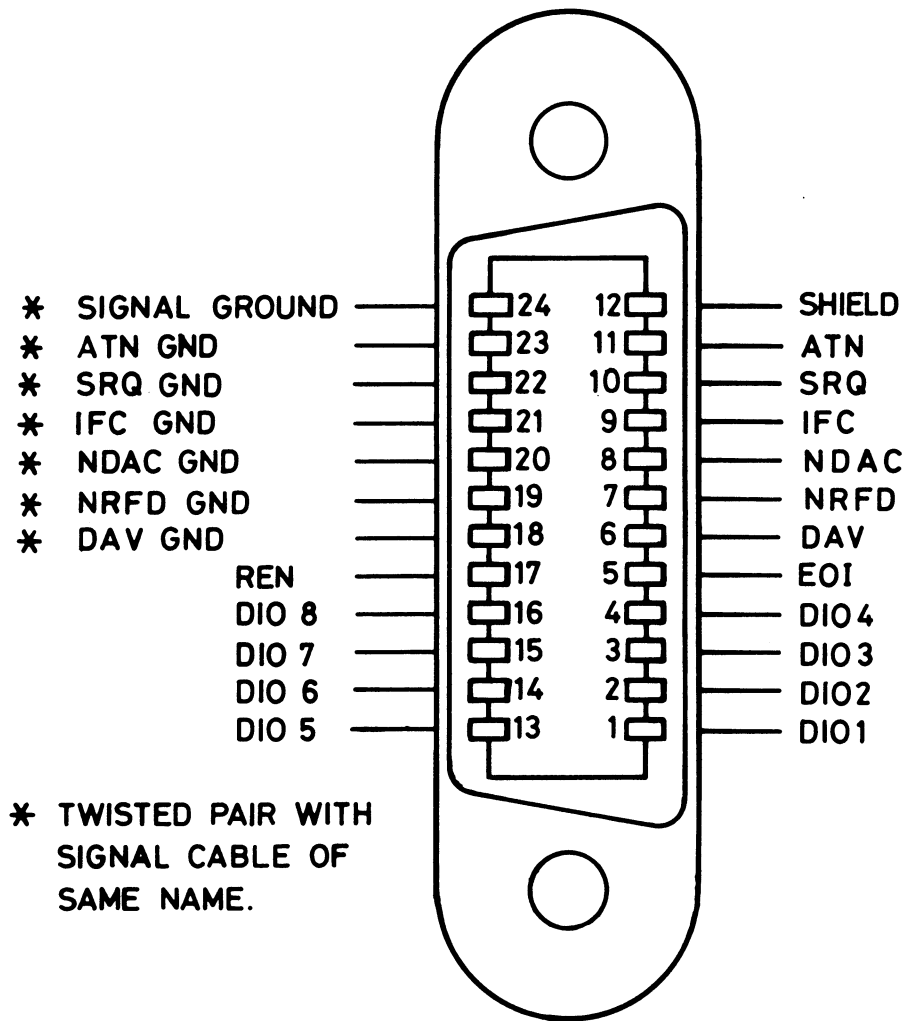 * SIGNAL GROUND 24 12 SHIELD
* ATN GND 23 11 ATN
* SRQ GND 22 10 SRQ
* IFC GND 21 9 IFC
* NDAC GND 20 8 NDAC
* NRFD GND 19 7 NRFD
* DAV GND 18 6 DAV
REN 17 5 EOI
DIO 8 16 4 DIO4
DIO 7 15 3 DIO3
DIO 6 14 2 DIO2
DIO 5 13 1 DIO1
* TWISTED PAIR WITH
SIGNAL CABLE OF
SAME NAME.